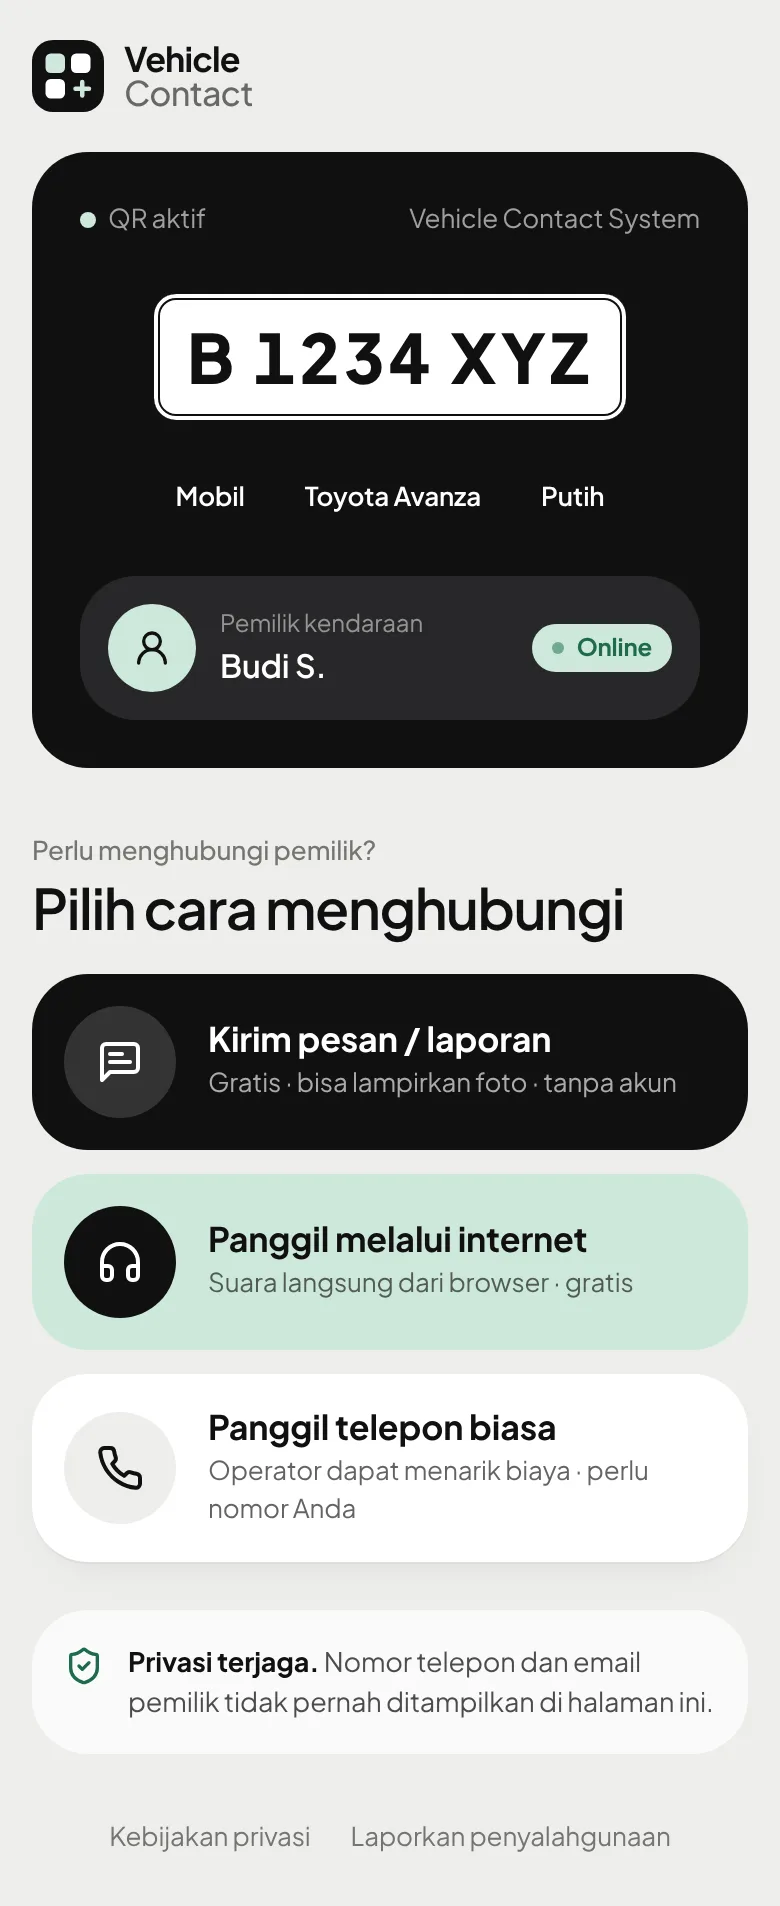 Vehicle
Contact
QR aktif
Vehicle Contact System
B 1234 XYZ
Mobil
Toyota Avanza
Putih
Pemilik kendaraan
Budi S.
Online
Perlu menghubungi pemilik?
Pilih cara menghubungi
Kirim pesan / laporan
Gratis · bisa lampirkan foto · tanpa akun
Panggil melalui internet
Suara langsung dari browser · gratis
Panggil telepon biasa
Operator dapat menarik biaya · perlu
nomor Anda
Privasi terjaga. Nomor telepon dan email
pemilik tidak pernah ditampilkan di halaman ini.
Kebijakan privasi
Laporkan penyalahgunaan